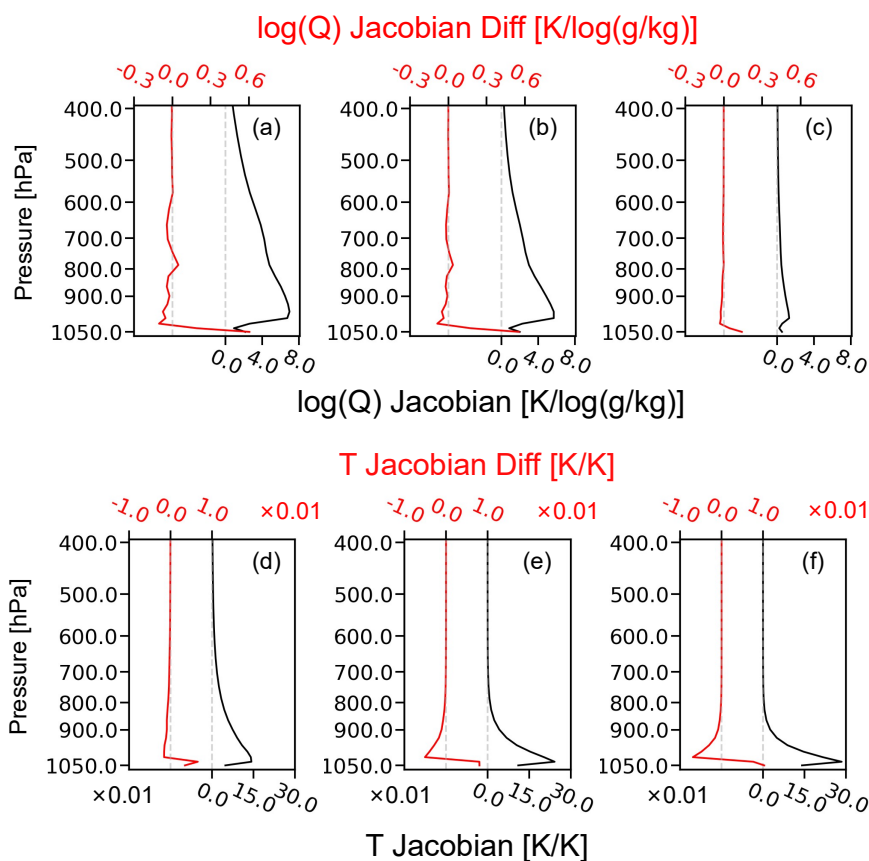 log(Q) Jacobian Diff [K/log(g/kg)]
-0.3 0.0 0.3 0.6 -0.3 0.0 0.3 0.6 -0.3 0.0 0.3 0.6
Pressure [hPa]
400.0 (a) 400.0 (b) 400.0 (c)
500.0 500.0 500.0
600.0 600.0 600.0
700.0 700.0 700.0
800.0 800.0 800.0
900.0 900.0 900.0
1050.0 1050.0 1050.0
0.0 4.0 8.0 0.0 4.0 8.0 0.0 4.0 8.0
log(Q) Jacobian [K/log(g/kg)]
T Jacobian Diff [K/K]
-1.0 0.0 1.0 ×0.01 -1.0 0.0 1.0 ×0.01 -1.0 0.0 1.0 ×0.01
Pressure [hPa]
400.0 (d) 400.0 (e) 400.0 (f)
500.0 500.0 500.0
600.0 600.0 600.0
700.0 700.0 700.0
800.0 800.0 800.0
900.0 900.0 900.0
1050.0 1050.0 1050.0
×0.01 0.0 15.0 30.0 ×0.01 0.0 15.0 30.0 ×0.01 0.0 15.0 30.0
T Jacobian [K/K]